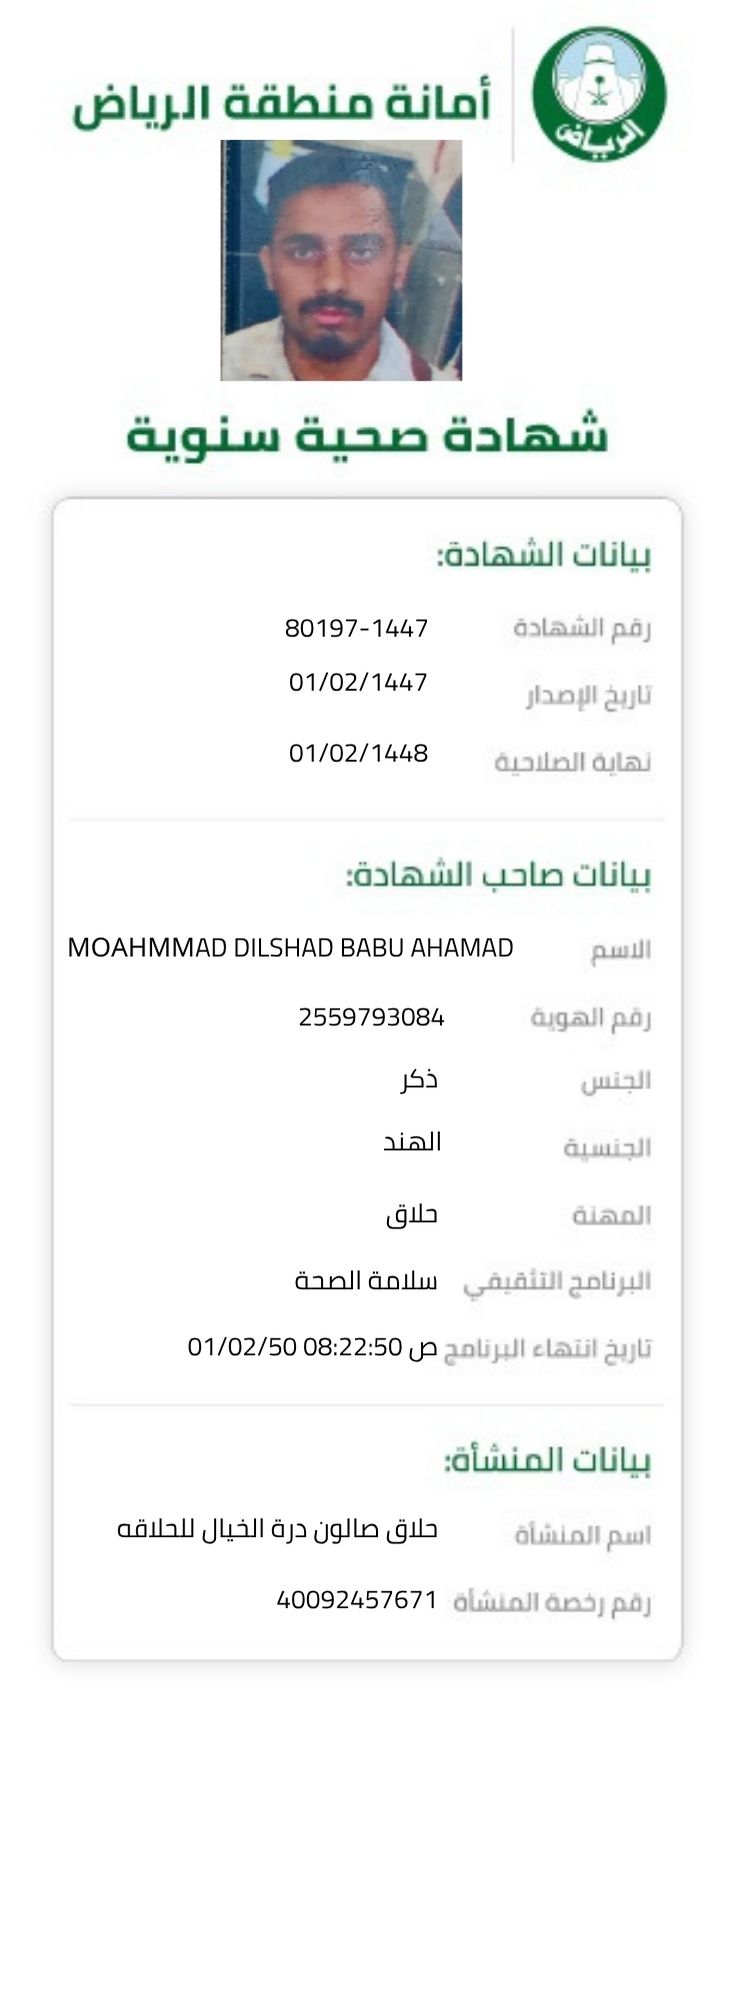 أمانة منطقة الرياض
الرياض
شهادة صحية سنوية
بيانات الشهادة:
رقم الشهادة 80197-1447
تاريخ الإصدار 01/02/1447
نهاية الصلاحية 01/02/1448
بيانات صاحب الشهادة:
الاسم MOAHMMAD DILSHAD BABU AHAMAD
رقم الهوية 2559793084
الجنس ذكر
الجنسية الهند
المهنة حلاق
البرنامج التثقيفي سلامة الصحة
تاريخ انتهاء البرنامج ص 08:22:50 01/02/50
بيانات المنشأة:
اسم المنشأة حلاق صالون درة الخيال للحلاقه
رقم رخصة المنشأة 40092457671